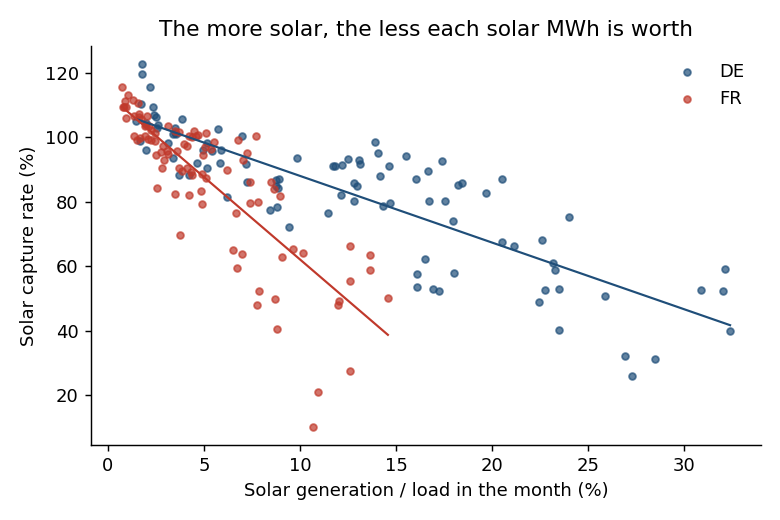 The more solar, the less each solar MWh is worth
DE
FR
120
100
80
60
40
20
Solar capture rate (%)
0
5
10
15
20
25
30
Solar generation / load in the month (%)